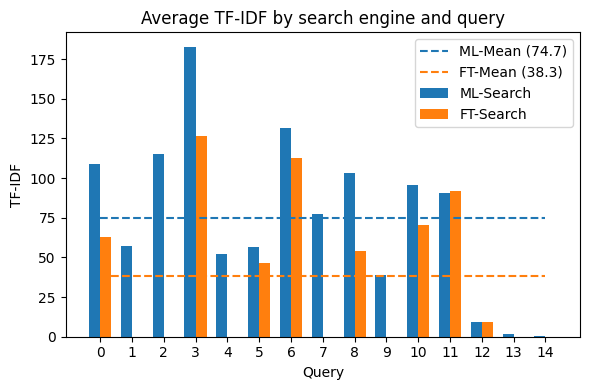 Average TF-IDF by search engine and query
ML-Mean (74.7)
FT-Mean (38.3)
ML-Search
FT-Search
175
150
125
100
75
50
25
0
TF-IDF
0 1 2 3 4 5 6 7 8 9 10 11 12 13 14
Query